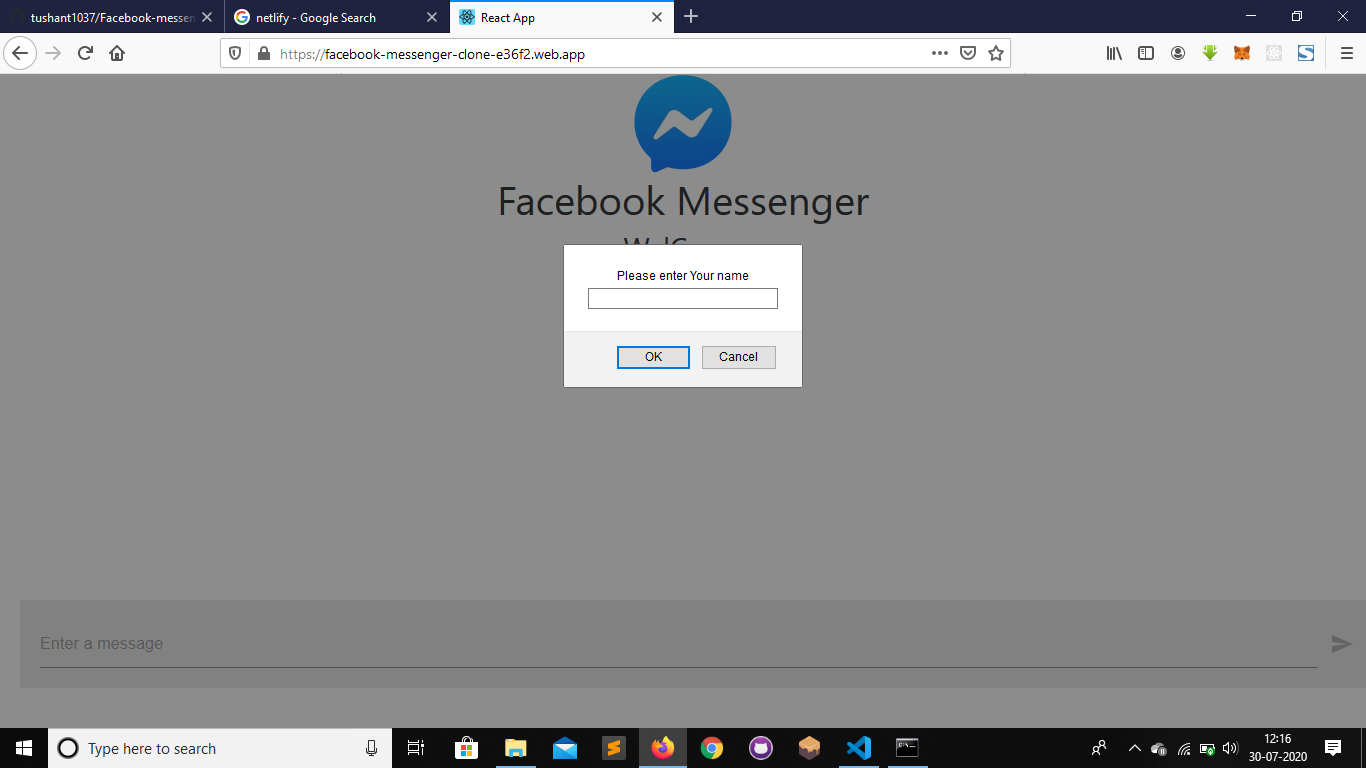 tushant1037/Facebook-messen
netlify - Google Search
React App
https://facebook-messenger-clone-e36f2.web.app
Facebook Messenger
Please enter Your name
OK
Cancel
Enter a message
Type here to search
12:16
30-07-2020